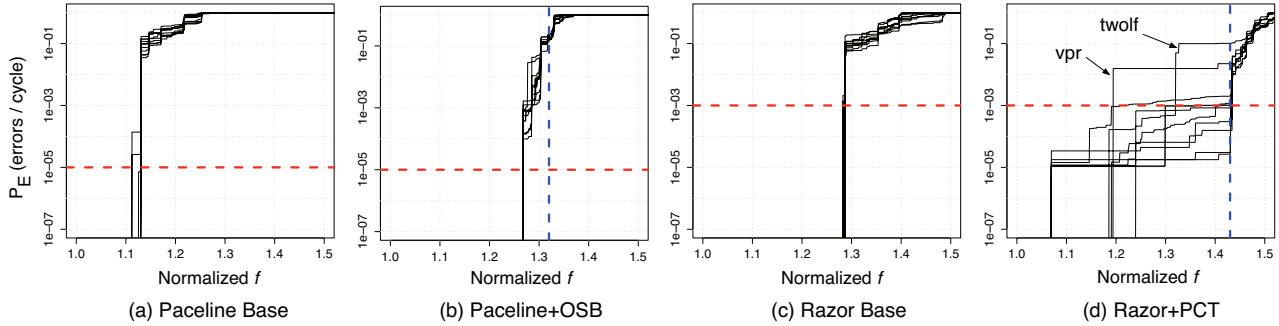 P_E (errors / cycle)
1e-01
1e-03
1e-05
1e-07
1.0 1.1 1.2 1.3 1.4 1.5
Normalized f
(a) Paceline Base
1e-01
1e-03
1e-05
1e-07
1.0 1.1 1.2 1.3 1.4 1.5
Normalized f
(b) Paceline+OSB
1e-01
1e-03
1e-05
1e-07
1.0 1.1 1.2 1.3 1.4 1.5
Normalized f
(c) Razor Base
twolf
vpr
1e-01
1e-03
1e-05
1e-07
1.0 1.1 1.2 1.3 1.4 1.5
Normalized f
(d) Razor+PCT